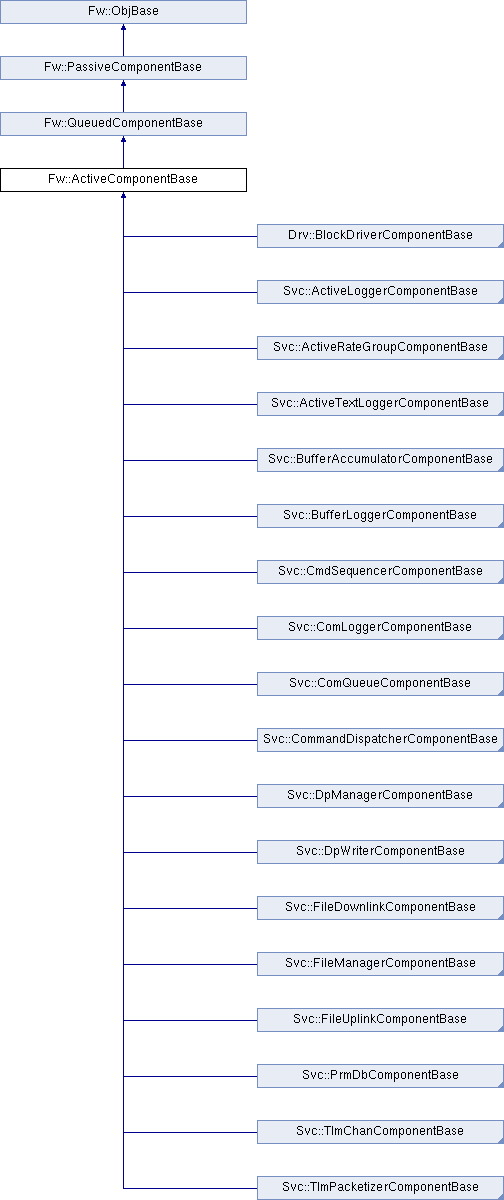 Fw::ObjBase
Fw::PassiveComponentBase
Fw::QueuedComponentBase
Fw::ActiveComponentBase
Drv::BlockDriverComponentBase
Svc::ActiveLoggerComponentBase
Svc::ActiveRateGroupComponentBase
Svc::ActiveTextLoggerComponentBase
Svc::BufferAccumulatorComponentBase
Svc::BufferLoggerComponentBase
Svc::CmdSequencerComponentBase
Svc::ComLoggerComponentBase
Svc::ComQueueComponentBase
Svc::CommandDispatcherComponentBase
Svc::DpManagerComponentBase
Svc::DpWriterComponentBase
Svc::FileDownlinkComponentBase
Svc::FileManagerComponentBase
Svc::FileUplinkComponentBase
Svc::PrmDbComponentBase
Svc::TlmChanComponentBase
Svc::TlmPacketizerComponentBase